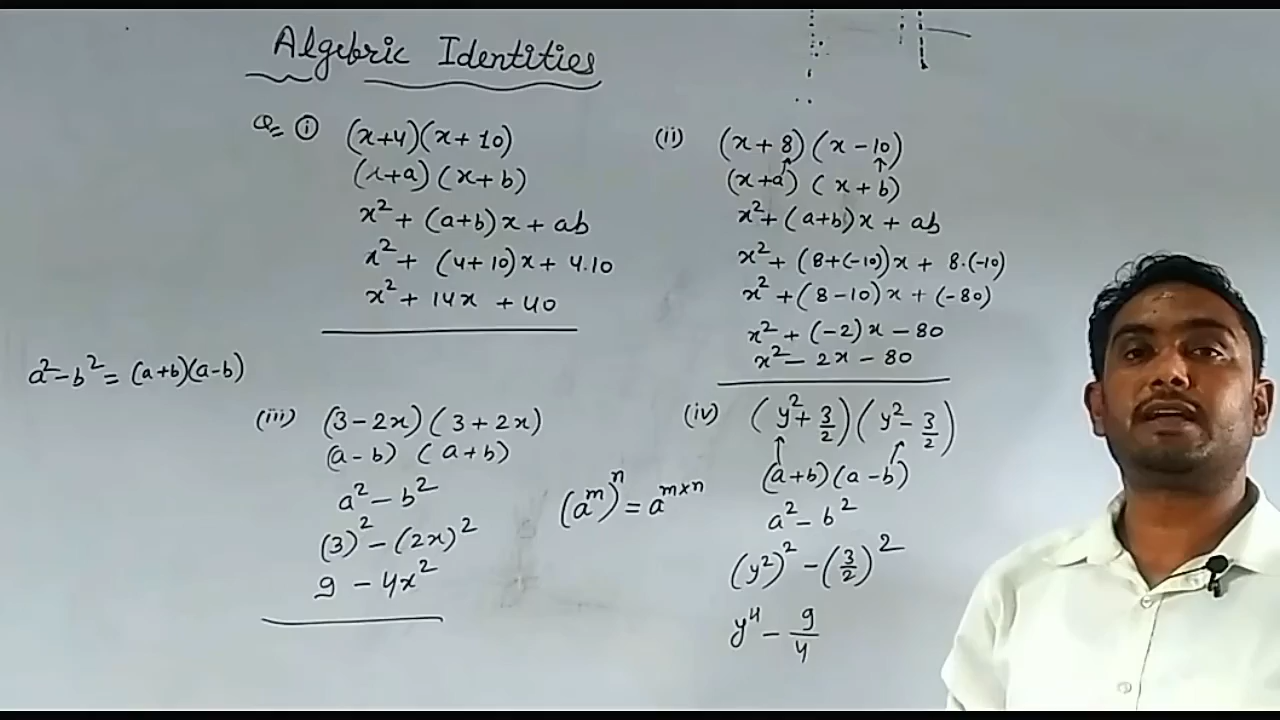 Algebric Identities
Q= (i) (x+4)(x+10)
(x+a)(x+b)
x² + (a+b)x + ab
x² + (4+10)x + 4.10
x² + 14x + 40
(ii) (x+8)(x-10)
(x+a)(x+b)
x² + (a+b)x + ab
x² + (8+(-10))x + 8.(-10)
x² + (8-10)x + (-80)
x² + (-2)x - 80
x² - 2x - 80
a² - b² = (a+b)(a-b)
(iii) (3-2x)(3+2x)
(a-b) (a+b)
a² - b²
(3)² - (2x)²
9 - 4x²
(aᵐ)ⁿ = aᵐˣⁿ
(iv) (y² + 3/2)(y² - 3/2)
(a+b)(a-b)
a² - b²
(y²)² - (3/2)²
y⁴ - 9/4